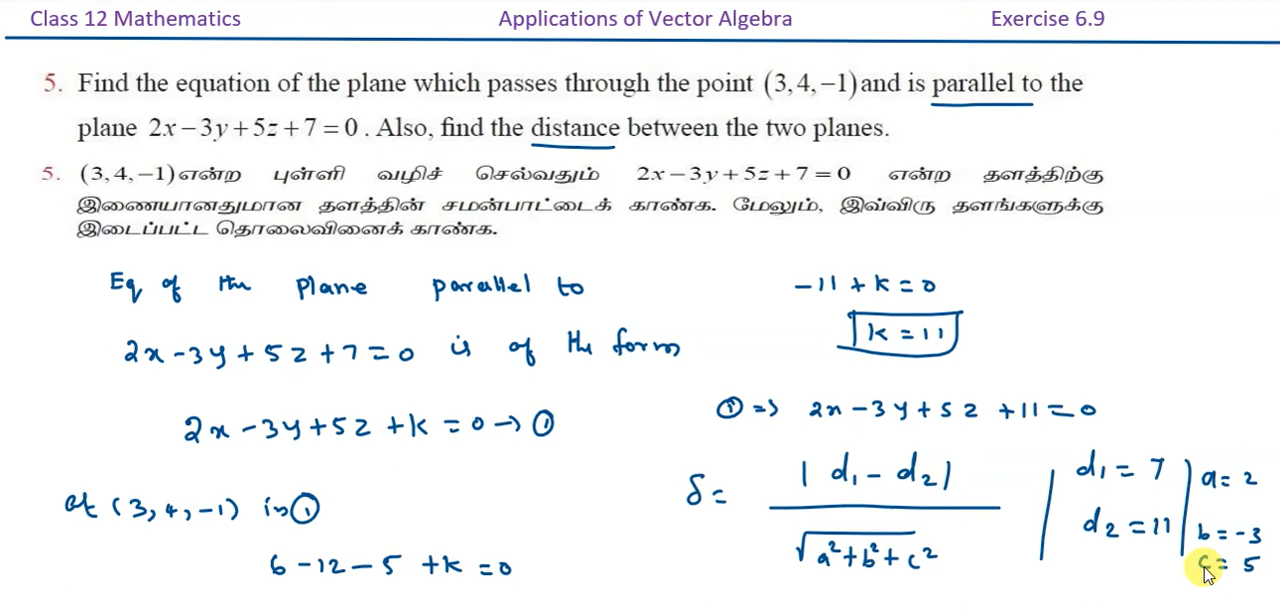 Class 12 Mathematics Applications of Vector Algebra Exercise 6.9
5. Find the equation of the plane which passes through the point (3, 4, −1) and is parallel to the
plane 2x − 3y + 5z + 7 = 0 . Also, find the distance between the two planes.
5. (3, 4, −1) என்ற புள்ளி வழிச் செல்வதும் 2x − 3y + 5z + 7 = 0 என்ற தளத்திற்கு
இணையானதுமான தளத்தின் சமன்பாட்டைக் காண்க. மேலும், இவ்விரு தளங்களுக்கு
இடைப்பட்ட தொலைவினைக் காண்க.
Eq of the plane parallel to
2x - 3y + 5z + 7 = 0 is of the form
2x - 3y + 5z + k = 0 → ①
at (3, 4, -1) in ①
6 - 12 - 5 + k = 0
-11 + k = 0
k = 11
① => 2x - 3y + 5z + 11 = 0
δ = |d₁ - d₂| / √a² + b² + c²
d₁ = 7
d₂ = 11
a = 2
b = -3
c = 5